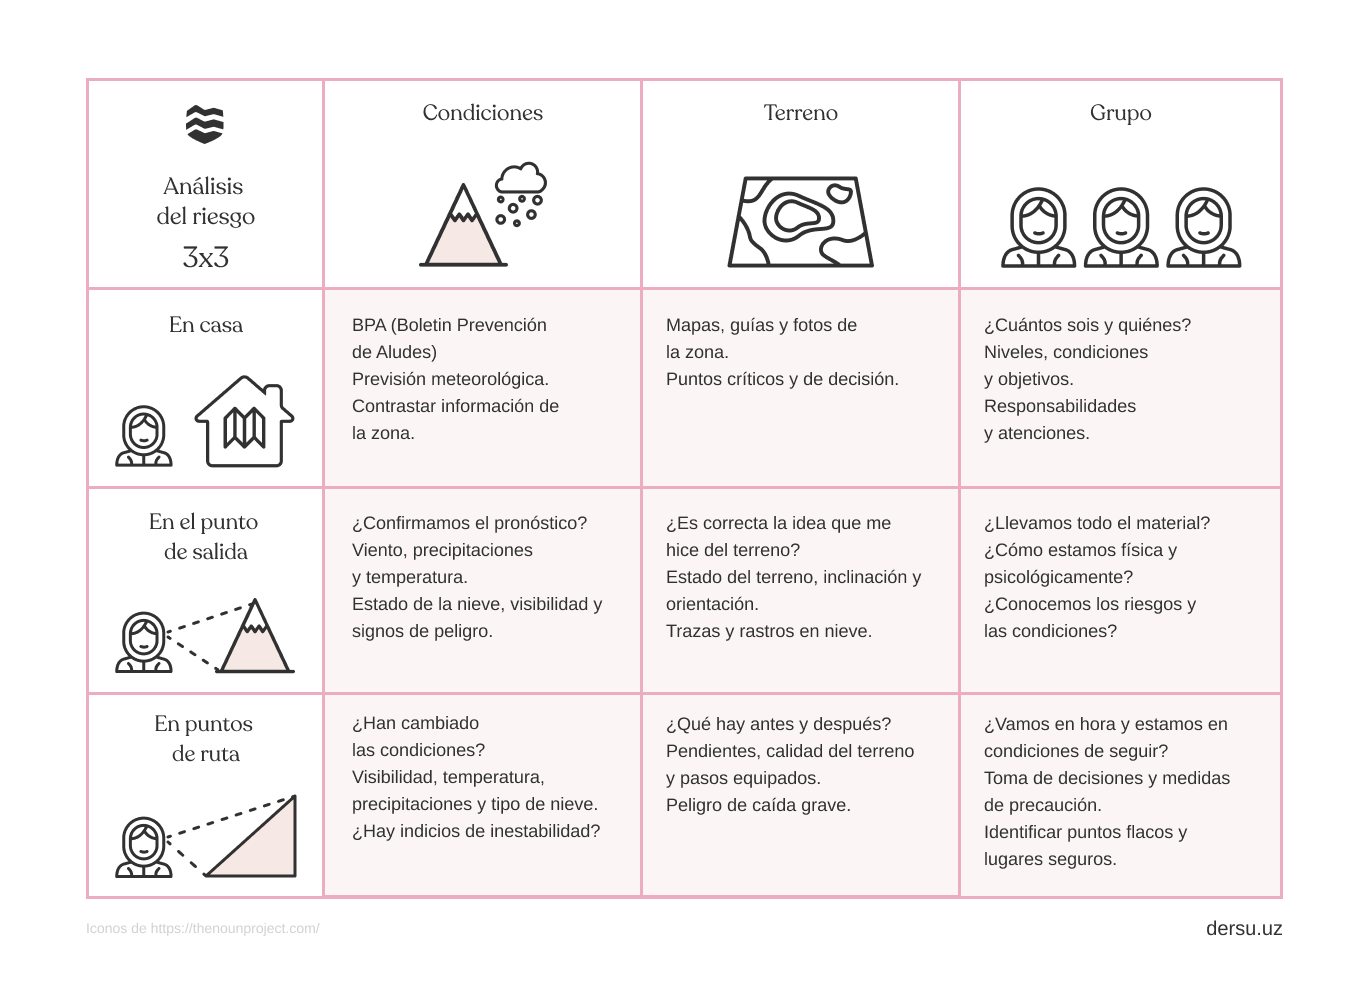 Análisis
del riesgo
3x3
Condiciones
Terreno
Grupo
En casa
BPA (Boletin Prevención
de Aludes)
Previsión meteorológica.
Contrastar información de
la zona.
Mapas, guías y fotos de
la zona.
Puntos críticos y de decisión.
¿Cuántos sois y quiénes?
Niveles, condiciones
y objetivos.
Responsabilidades
y atenciones.
En el punto
de salida
¿Confirmamos el pronóstico?
Viento, precipitaciones
y temperatura.
Estado de la nieve, visibilidad y
signos de peligro.
¿Es correcta la idea que me
hice del terreno?
Estado del terreno, inclinación y
orientación.
Trazas y rastros en nieve.
¿Llevamos todo el material?
¿Cómo estamos física y
psicológicamente?
¿Conocemos los riesgos y
las condiciones?
En puntos
de ruta
¿Han cambiado
las condiciones?
Visibilidad, temperatura,
precipitaciones y tipo de nieve.
¿Hay indicios de inestabilidad?
¿Qué hay antes y después?
Pendientes, calidad del terreno
y pasos equipados.
Peligro de caída grave.
¿Vamos en hora y estamos en
condiciones de seguir?
Toma de decisiones y medidas
de precaución.
Identificar puntos flacos y
lugares seguros.
Iconos de https://thenounproject.com/
dersu.uz